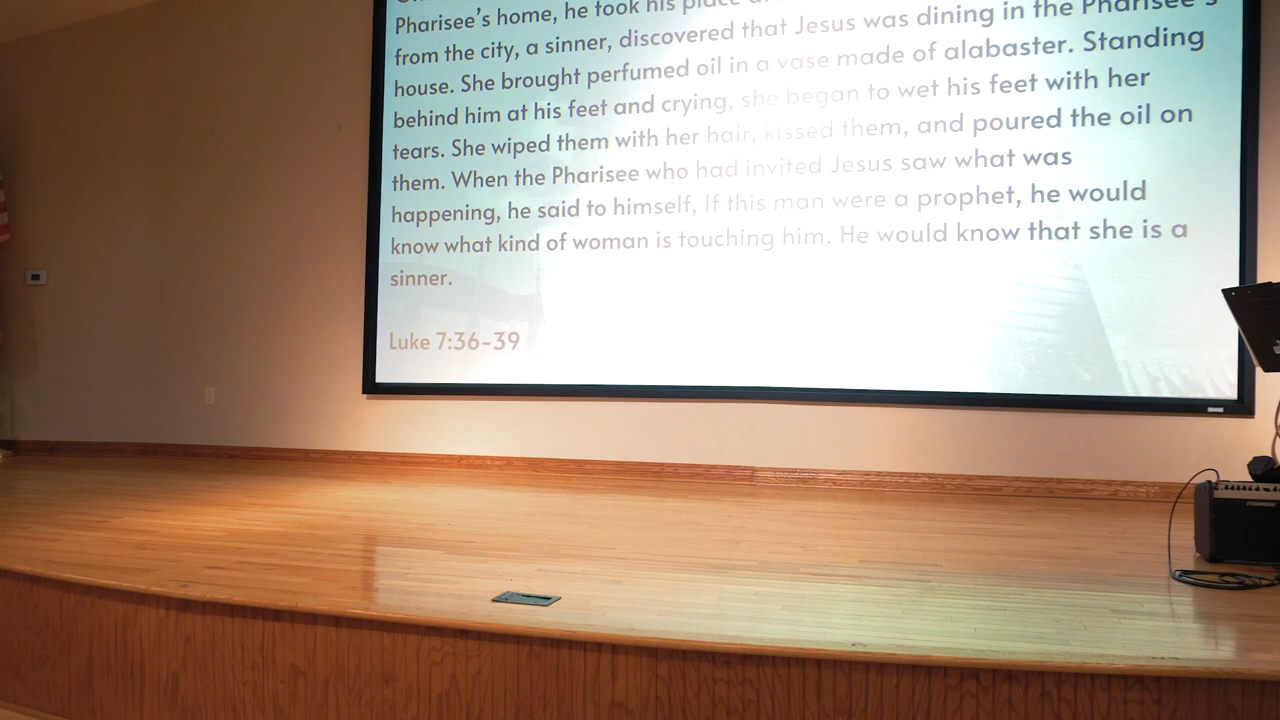 Pharisee's home, he took his place
from the city, a sinner, discovered that Jesus was dining in the Pharisee's
house. She brought perfumed oil in a vase made of alabaster. Standing
behind him at his feet and crying, she began to wet his feet with her
tears. She wiped them with her hair, kissed them, and poured the oil on
them. When the Pharisee who had invited Jesus saw what was
happening, he said to himself, If this man were a prophet, he would
know what kind of woman is touching him. He would know that she is a
sinner.
Luke 7:36-39